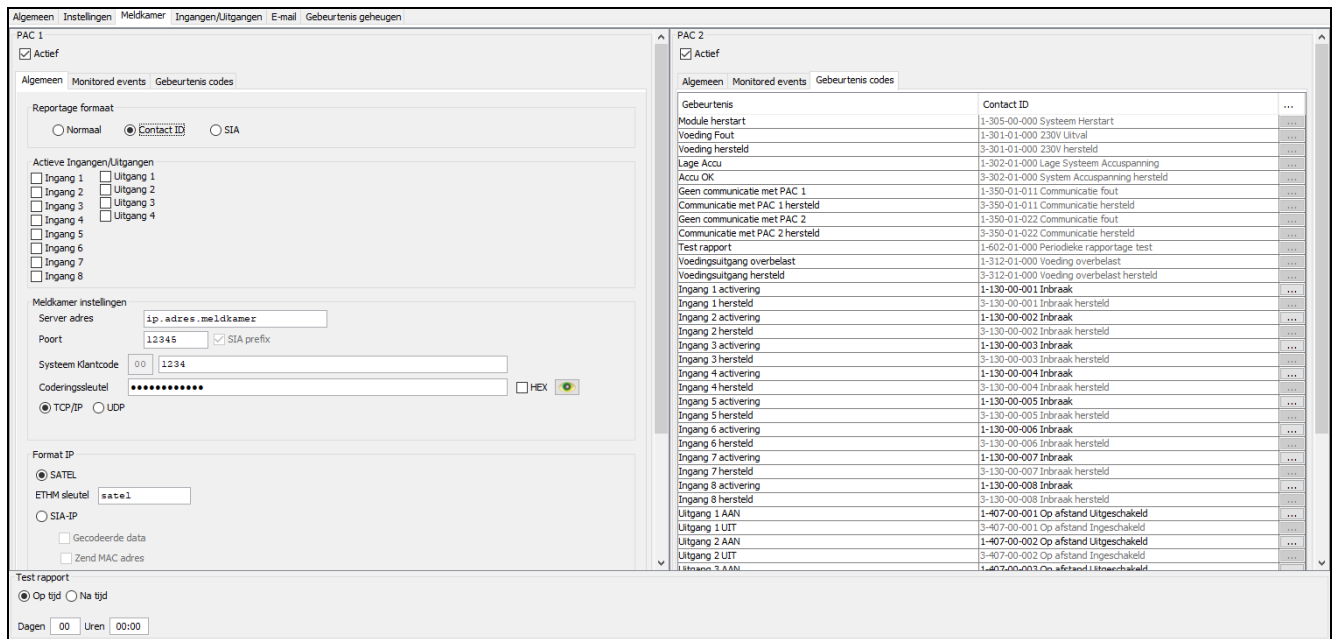 Algemeen Instellingen Meldkamer Ingangen/Uitgangen E-mail Gebeurtenis geheugen
PAC 1
Actief
Algemeen Monitored events Gebeurtenis codes
Reportage formaat
Normaal Contact ID SIA
Actieve Ingangen/Uitgangen
Ingang 1 Uitgang 1
Ingang 2 Uitgang 2
Ingang 3 Uitgang 3
Ingang 4 Uitgang 4
Ingang 5
Ingang 6
Ingang 7
Ingang 8
Meldkamer instellingen
Server adres ip.adres.meldkamer
Poort 12345 SIA prefix
Systeem Klantcode 00 1234
Coderingssleutel ●●●●●●●●●●●● HEX
TCP/IP UDP
Format IP
SATEL
ETHM sleutel satel
SIA-IP
Gecodeerde data
Zend MAC adres
PAC 2
Actief
Algemeen Monitored events Gebeurtenis codes
Gebeurtenis Contact ID ...
Module herstart 1-305-00-000 Systeem Herstart ...
Voeding Fout 1-301-01-000 230V Uitval ...
Voeding hersteld 3-301-01-000 230V hersteld ...
Lage Accu 1-302-01-000 Lage Systeem Accuspanning ...
Accu OK 3-302-01-000 System Accuspanning hersteld ...
Geen communicatie met PAC 1 1-350-01-011 Communicatie fout ...
Communicatie met PAC 1 hersteld 3-350-01-011 Communicatie hersteld ...
Geen communicatie met PAC 2 1-350-01-022 Communicatie fout ...
Communicatie met PAC 2 hersteld 3-350-01-022 Communicatie hersteld ...
Test rapport 1-602-01-000 Periodieke rapportage test ...
Voedingsuitgang overbelast 1-312-01-000 Voeding overbelast ...
Voedingsuitgang hersteld 3-312-01-000 Voeding overbelast hersteld ...
Ingang 1 activering 1-130-00-001 Inbraak ...
Ingang 1 hersteld 3-130-00-001 Inbraak hersteld ...
Ingang 2 activering 1-130-00-002 Inbraak ...
Ingang 2 hersteld 3-130-00-002 Inbraak hersteld ...
Ingang 3 activering 1-130-00-003 Inbraak ...
Ingang 3 hersteld 3-130-00-003 Inbraak hersteld ...
Ingang 4 activering 1-130-00-004 Inbraak ...
Ingang 4 hersteld 3-130-00-004 Inbraak hersteld ...
Ingang 5 activering 1-130-00-005 Inbraak ...
Ingang 5 hersteld 3-130-00-005 Inbraak hersteld ...
Ingang 6 activering 1-130-00-006 Inbraak ...
Ingang 6 hersteld 3-130-00-006 Inbraak hersteld ...
Ingang 7 activering 1-130-00-007 Inbraak ...
Ingang 7 hersteld 3-130-00-007 Inbraak hersteld ...
Ingang 8 activering 1-130-00-008 Inbraak ...
Ingang 8 hersteld 3-130-00-008 Inbraak hersteld ...
Uitgang 1 AAN 1-407-00-001 Op afstand Uitgeschakeld ...
Uitgang 1 UIT 3-407-00-001 Op afstand Ingeschakeld ...
Uitgang 2 AAN 1-407-00-002 Op afstand Uitgeschakeld ...
Uitgang 2 UIT 3-407-00-002 Op afstand Ingeschakeld ...
Uitgang 3 AAN 1-407-00-003 Op afstand Uitgeschakeld
Test rapport
Op tijd Na tijd
Dagen 00 Uren 00:00